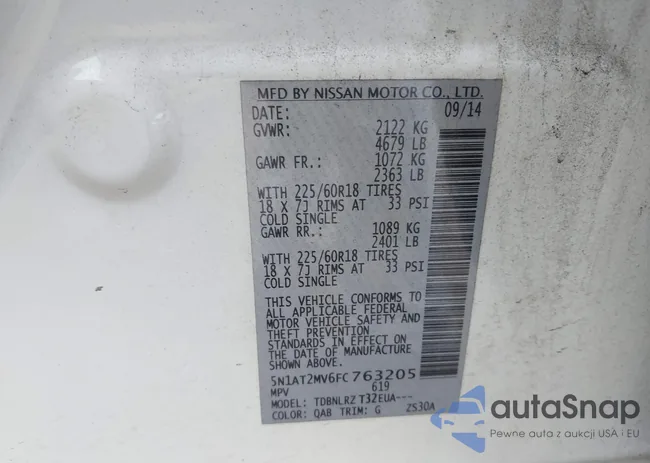 MFD BY NISSAN MOTOR CO., LTD.
DATE: 09/14
GVWR: 2122 KG
4679 LB
GAWR FR.: 1072 KG
2363 LB
WITH 225/60R18 TIRES
18 X 7J RIMS AT 33 PSI
COLD SINGLE
GAWR RR.: 1089 KG
2401 LB
WITH 225/60R18 TIRES
18 X 7J RIMS AT 33 PSI
COLD SINGLE
THIS VEHICLE CONFORMS TO
ALL APPLICABLE FEDERAL
MOTOR VEHICLE SAFETY AND
THEFT PREVENTION
STANDARDS IN EFFECT ON
THE DATE OF MANUFACTURE
SHOWN ABOVE.
5N1AT2MV6FC763205
MPV 619
MODEL: TDBNLRZ T32EUA---
COLOR: QAB TRIM: G ZS30A
autoSnap
Pewne auta z aukcji USA i EU